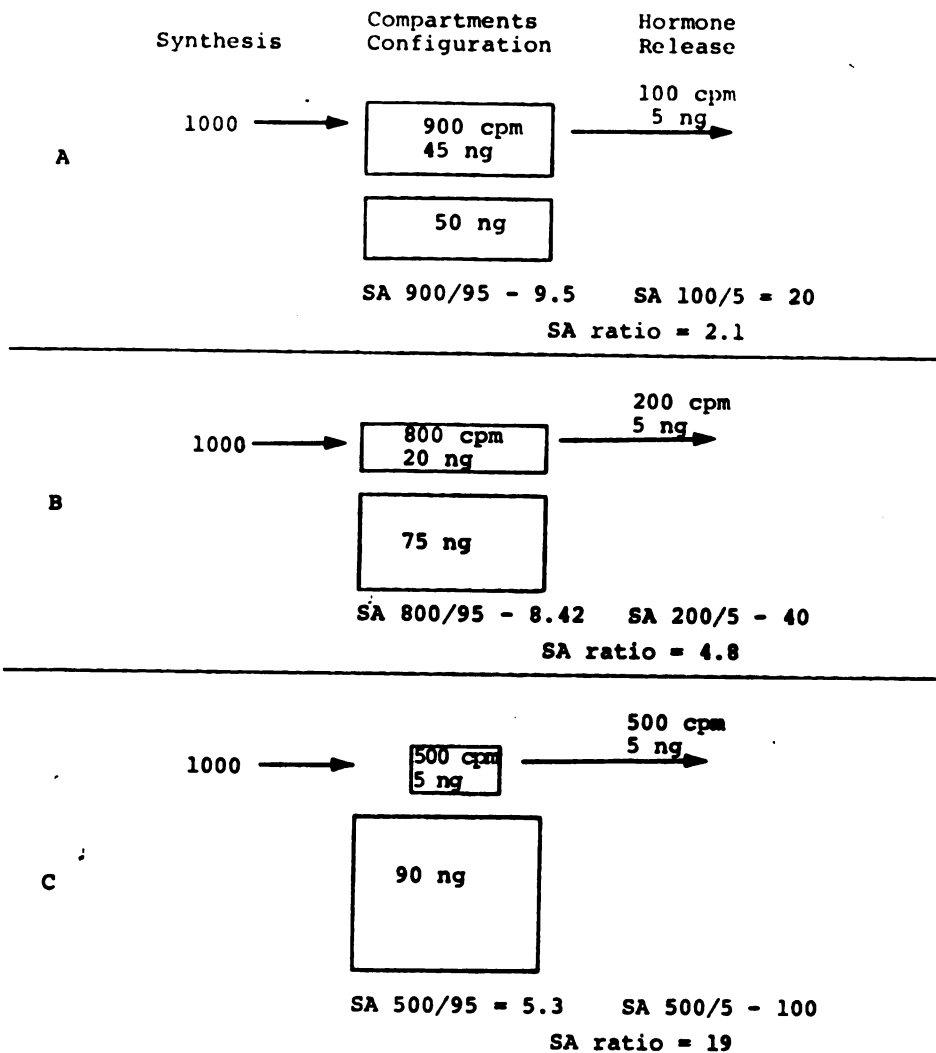 Synthesis
Compartments
Configuration
Hormone
Release
A
1000
900 cpm
45 ng
50 ng
100 cpm
5 ng
SA 900/95 - 9.5 SA 100/5 = 20
SA ratio = 2.1
B
1000
800 cpm
20 ng
75 ng
200 cpm
5 ng
SA 800/95 - 8.42 SA 200/5 - 40
SA ratio = 4.8
C
1000
500 cpm
5 ng
90 ng
500 cpm
5 ng
SA 500/95 = 5.3 SA 500/5 - 100
SA ratio = 19